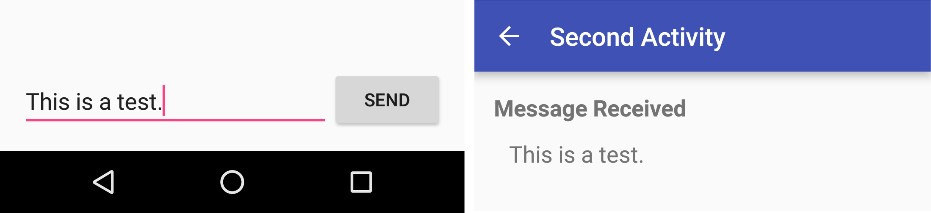 This is a test.
SEND
Second Activity
Message Received
This is a test.